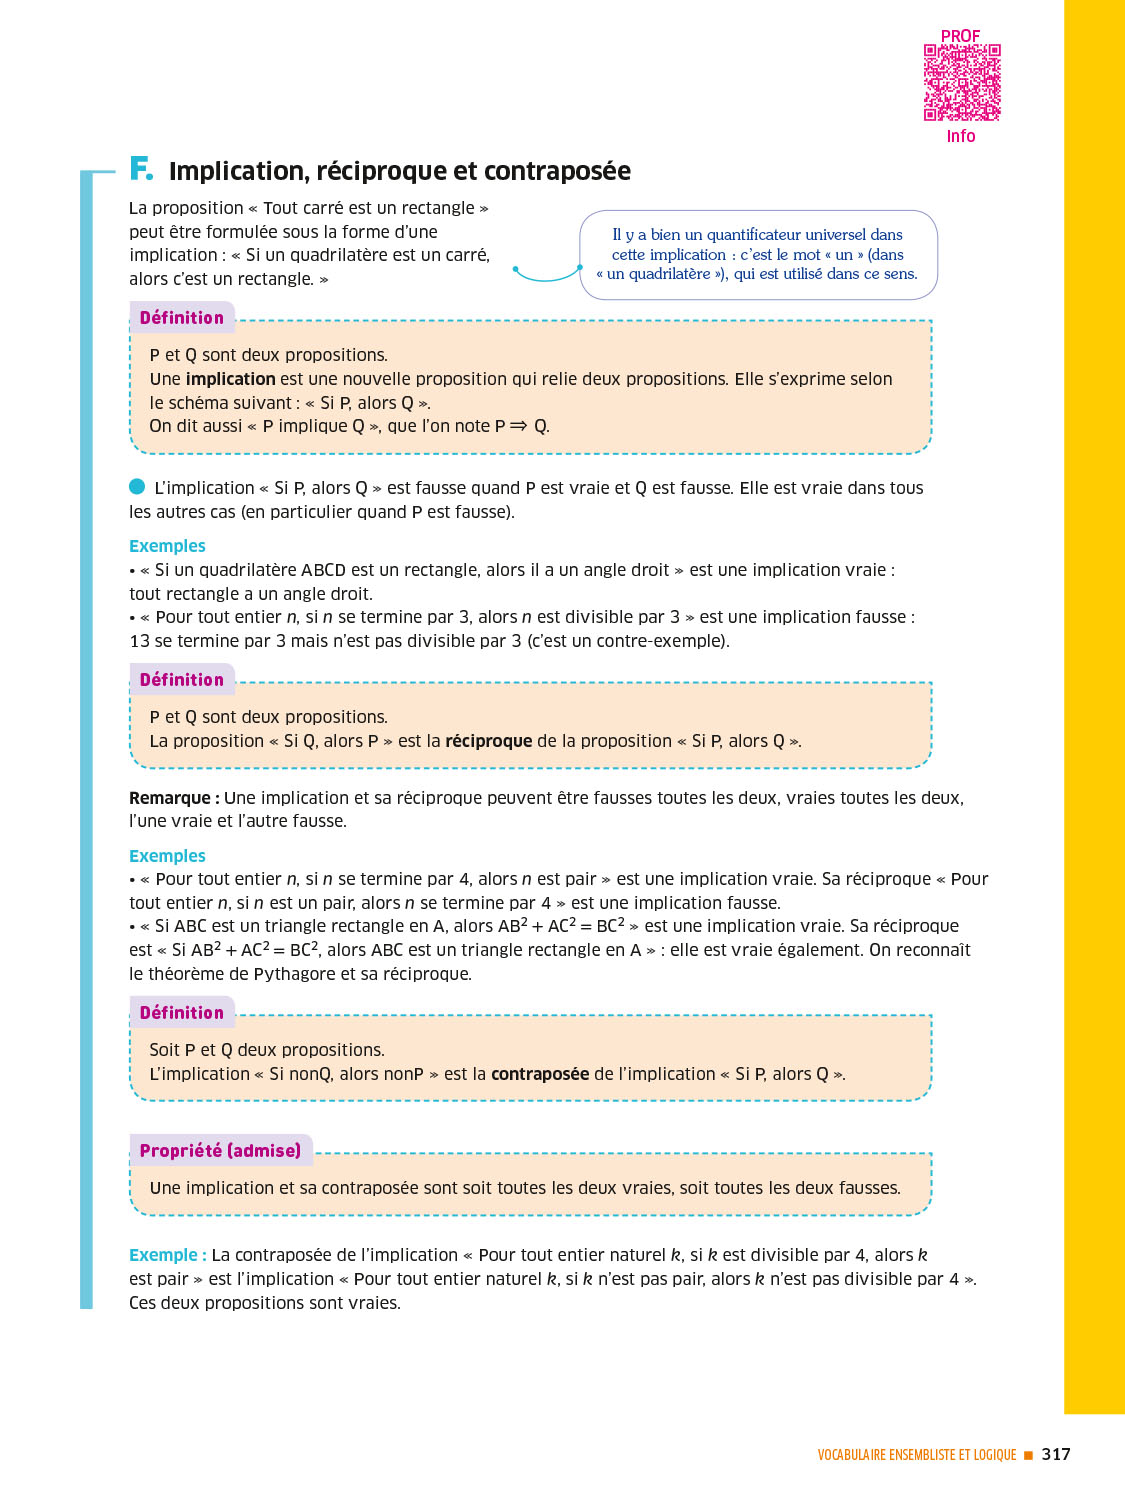 PROF
Info
F. Implication, réciproque et contraposée
La proposition « Tout carré est un rectangle »
peut être formulée sous la forme d’une
implication : « Si un quadrilatère est un carré,
alors c’est un rectangle. »
Il y a bien un quantificateur universel dans
cette implication : c’est le mot « un » (dans
« un quadrilatère »), qui est utilisé dans ce sens.
Définition
P et Q sont deux propositions.
Une implication est une nouvelle proposition qui relie deux propositions. Elle s’exprime selon
le schéma suivant : « Si P, alors Q ».
On dit aussi « P implique Q », que l’on note P ⇒ Q.
● L’implication « Si P, alors Q » est fausse quand P est vraie et Q est fausse. Elle est vraie dans tous
les autres cas (en particulier quand P est fausse).
Exemples
• « Si un quadrilatère ABCD est un rectangle, alors il a un angle droit » est une implication vraie :
tout rectangle a un angle droit.
• « Pour tout entier n, si n se termine par 3, alors n est divisible par 3 » est une implication fausse :
13 se termine par 3 mais n’est pas divisible par 3 (c’est un contre-exemple).
Définition
P et Q sont deux propositions.
La proposition « Si Q, alors P » est la réciproque de la proposition « Si P, alors Q ».
Remarque : Une implication et sa réciproque peuvent être fausses toutes les deux, vraies toutes les deux,
l’une vraie et l’autre fausse.
Exemples
• « Pour tout entier n, si n se termine par 4, alors n est pair » est une implication vraie. Sa réciproque « Pour
tout entier n, si n est un pair, alors n se termine par 4 » est une implication fausse.
• « Si ABC est un triangle rectangle en A, alors AB² + AC² = BC² » est une implication vraie. Sa réciproque
est « Si AB² + AC² = BC², alors ABC est un triangle rectangle en A » : elle est vraie également. On reconnaît
le théorème de Pythagore et sa réciproque.
Définition
Soit P et Q deux propositions.
L’implication « Si nonQ, alors nonP » est la contraposée de l’implication « Si P, alors Q ».
Propriété (admise)
Une implication et sa contraposée sont soit toutes les deux vraies, soit toutes les deux fausses.
Exemple : La contraposée de l’implication « Pour tout entier naturel k, si k est divisible par 4, alors k
est pair » est l’implication « Pour tout entier naturel k, si k n’est pas pair, alors k n’est pas divisible par 4 ».
Ces deux propositions sont vraies.
VOCABULAIRE ENSEMBLISTE ET LOGIQUE ■ 317